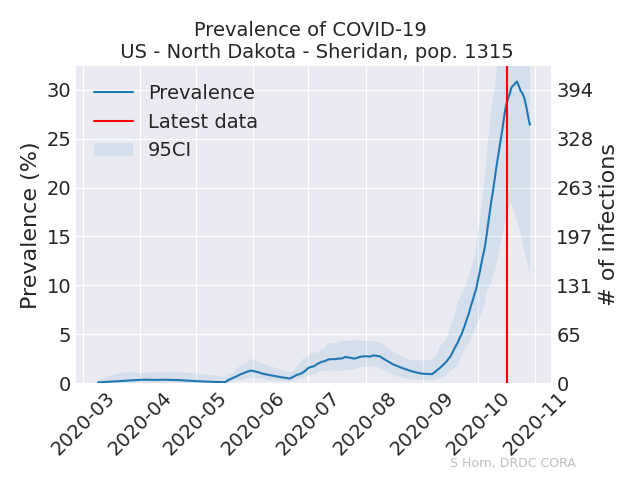 Prevalence of COVID-19
US - North Dakota - Sheridan, pop. 1315
Prevalence
Latest data
95CI
Prevalence (%)
30
25
20
15
10
5
0
394
328
263
197
131
65
0
# of infections
2020-03
2020-04
2020-05
2020-06
2020-07
2020-08
2020-09
2020-10
2020-11
S Horn, DRDC CORA